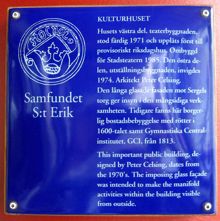 KULTURHUSET
Husets västra del, teaterbyggnaden,
stod färdig 1971 och uppläts först till
provisoriskt riksdagshus. Ombyggd
för Stadsteatern 1985. Den östra de-
len, utställningsbyggnaden, invigdes
1974. Arkitekt Peter Celsing.
Den långa glasade fasaden mot Sergels
torg ger insyn i den mångsidiga verk-
samheten. Tidigare fanns här borger-
lig bostadsbebyggelse med rötter i
1600-talet samt Gymnastiska Central-
institutet, GCI, från 1813.
This important public building, de-
signed by Peter Celsing, dates from
the 1970's. The imposing glass façade
was intended to make the manifold
activities within the building visible
from outside.
Samfundet
S:t Erik